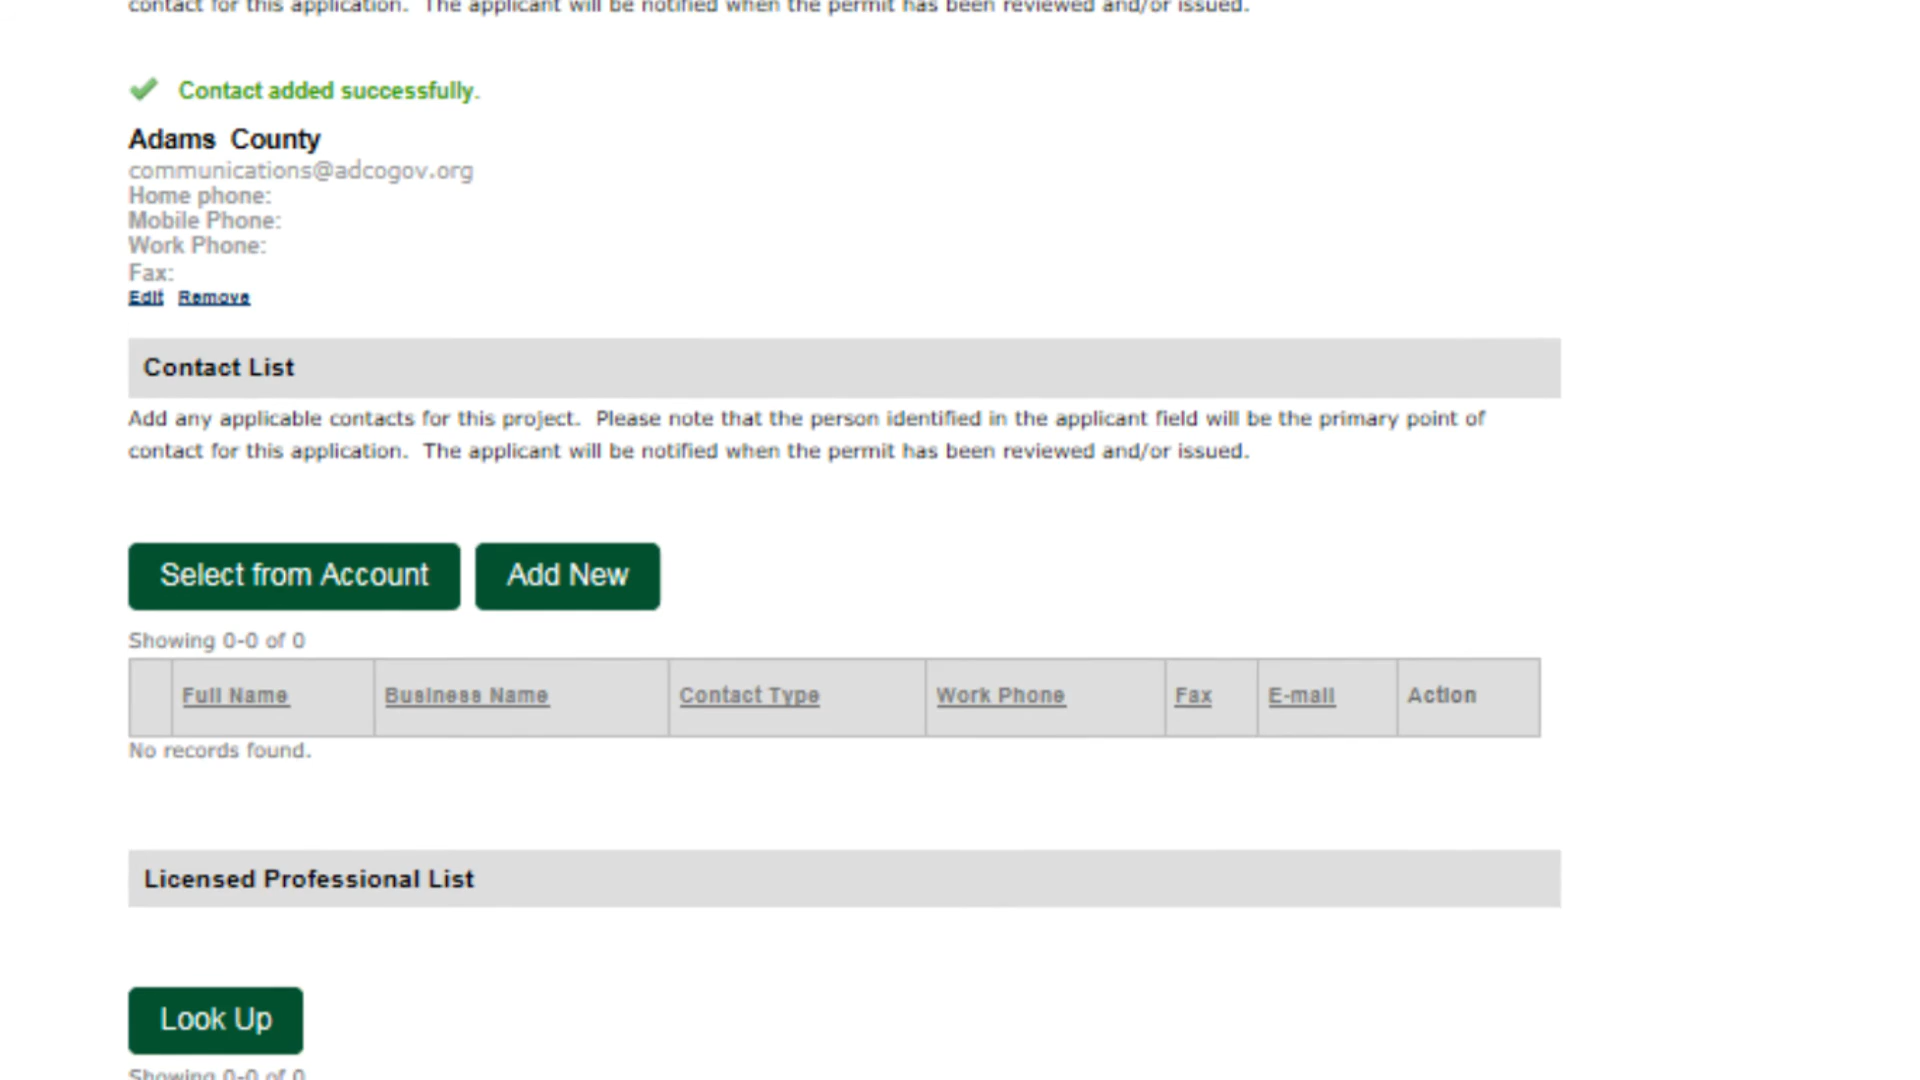 contact for this application. The applicant will be notified when the permit has been reviewed and/or issued.
Contact added successfully.
Adams County
communications@adcogov.org
Home phone:
Mobile Phone:
Work Phone:
Fax:
Edit Remove
Contact List
Add any applicable contacts for this project. Please note that the person identified in the applicant field will be the primary point of
contact for this application. The applicant will be notified when the permit has been reviewed and/or issued.
Select from Account Add New
Showing 0-0 of 0
Full Name Business Name Contact Type Work Phone Fax E-mail Action
No records found.
Licensed Professional List
Look Up
Showing 0-0 of 0